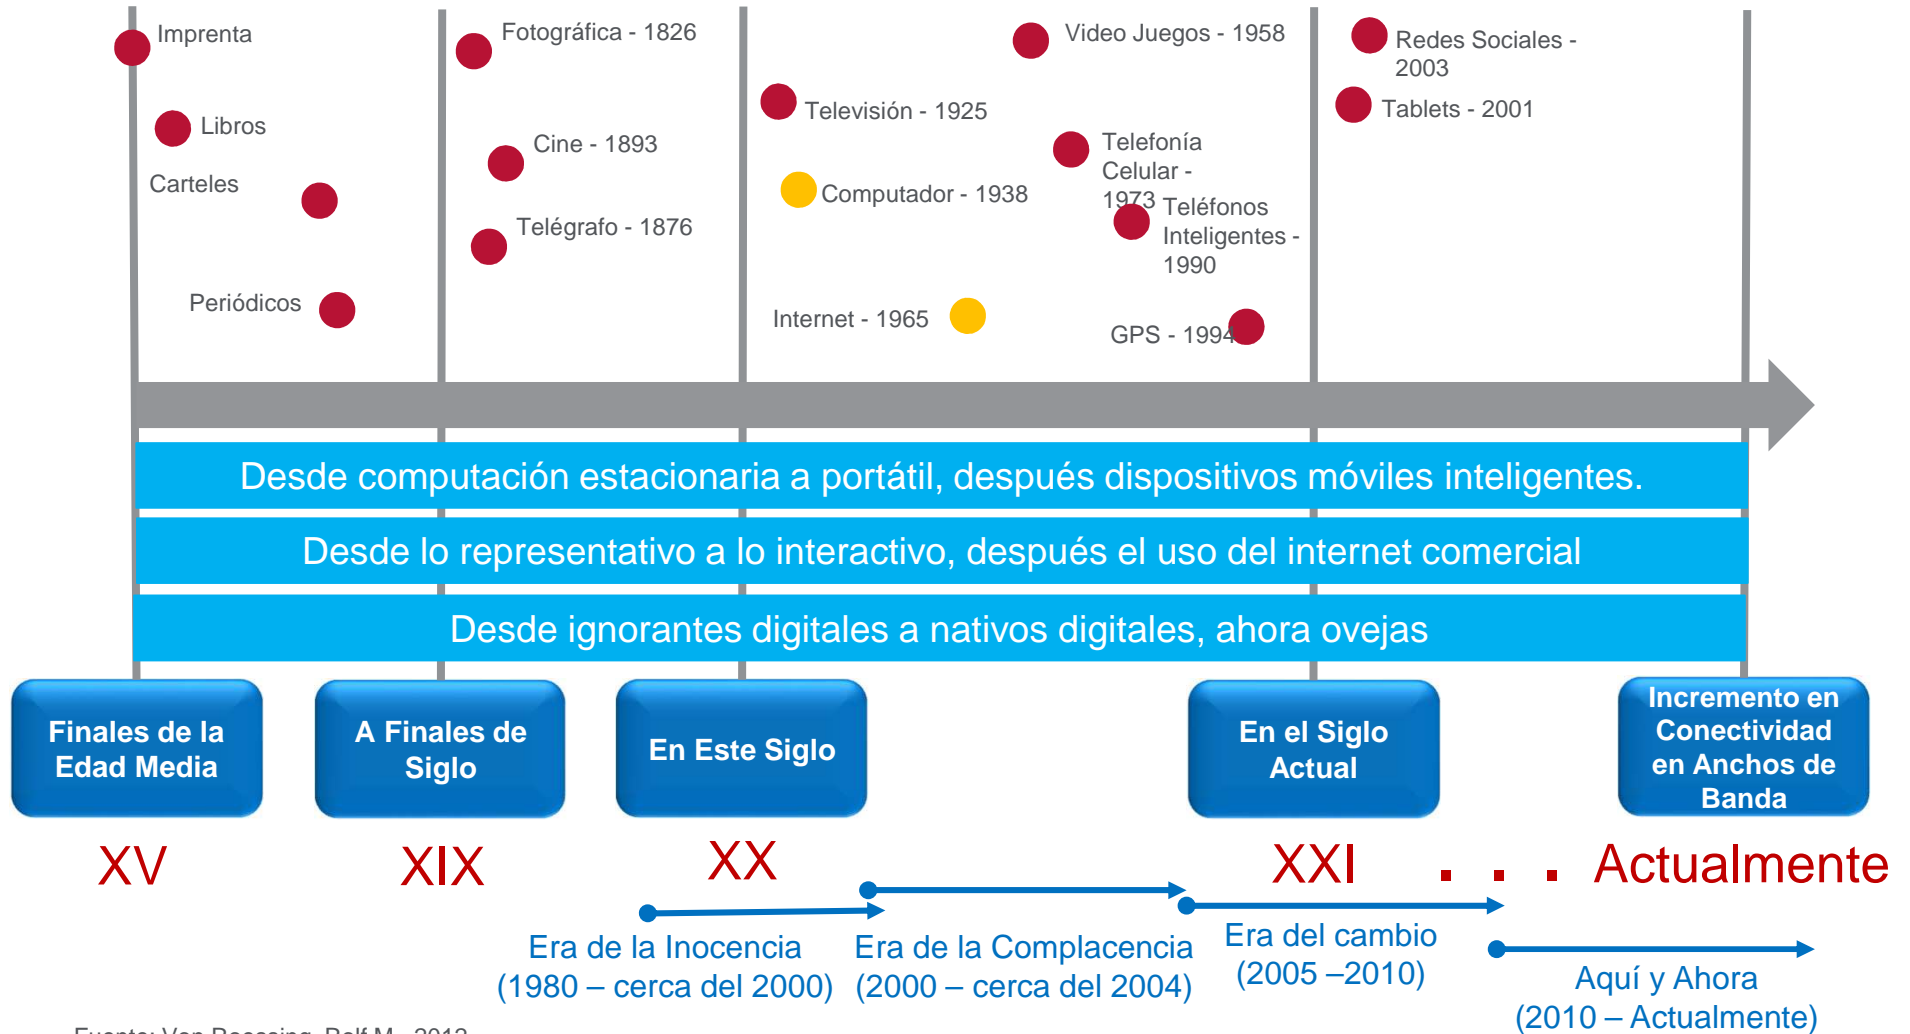 Imprenta
Libros
Carteles
Periódicos
Fotográfica - 1826
Cine - 1893
Telégrafo - 1876
Televisión - 1925
Computador - 1938
Internet - 1965
Video Juegos - 1958
Telefonía
Celular -
1973
Teléfonos
Inteligentes -
1990
GPS - 1994
Redes Sociales -
2003
Tablets - 2001
Desde computación estacionaria a portátil, después dispositivos móviles inteligentes.
Desde lo representativo a lo interactivo, después el uso del internet comercial
Desde ignorantes digitales a nativos digitales, ahora ovejas
Finales de la
Edad Media
A Finales de
Siglo
En Este Siglo
En el Siglo
Actual
Incremento en
Conectividad
en Anchos de
Banda
XV
XIX
XX
XXI
. . . Actualmente
Era de la Inocencia
(1980 – cerca del 2000)
Era de la Complacencia
(2000 – cerca del 2004)
Era del cambio
(2005 –2010)
Aquí y Ahora
(2010 – Actualmente)
Fuente: Von Roessing, Rolf M., 2012